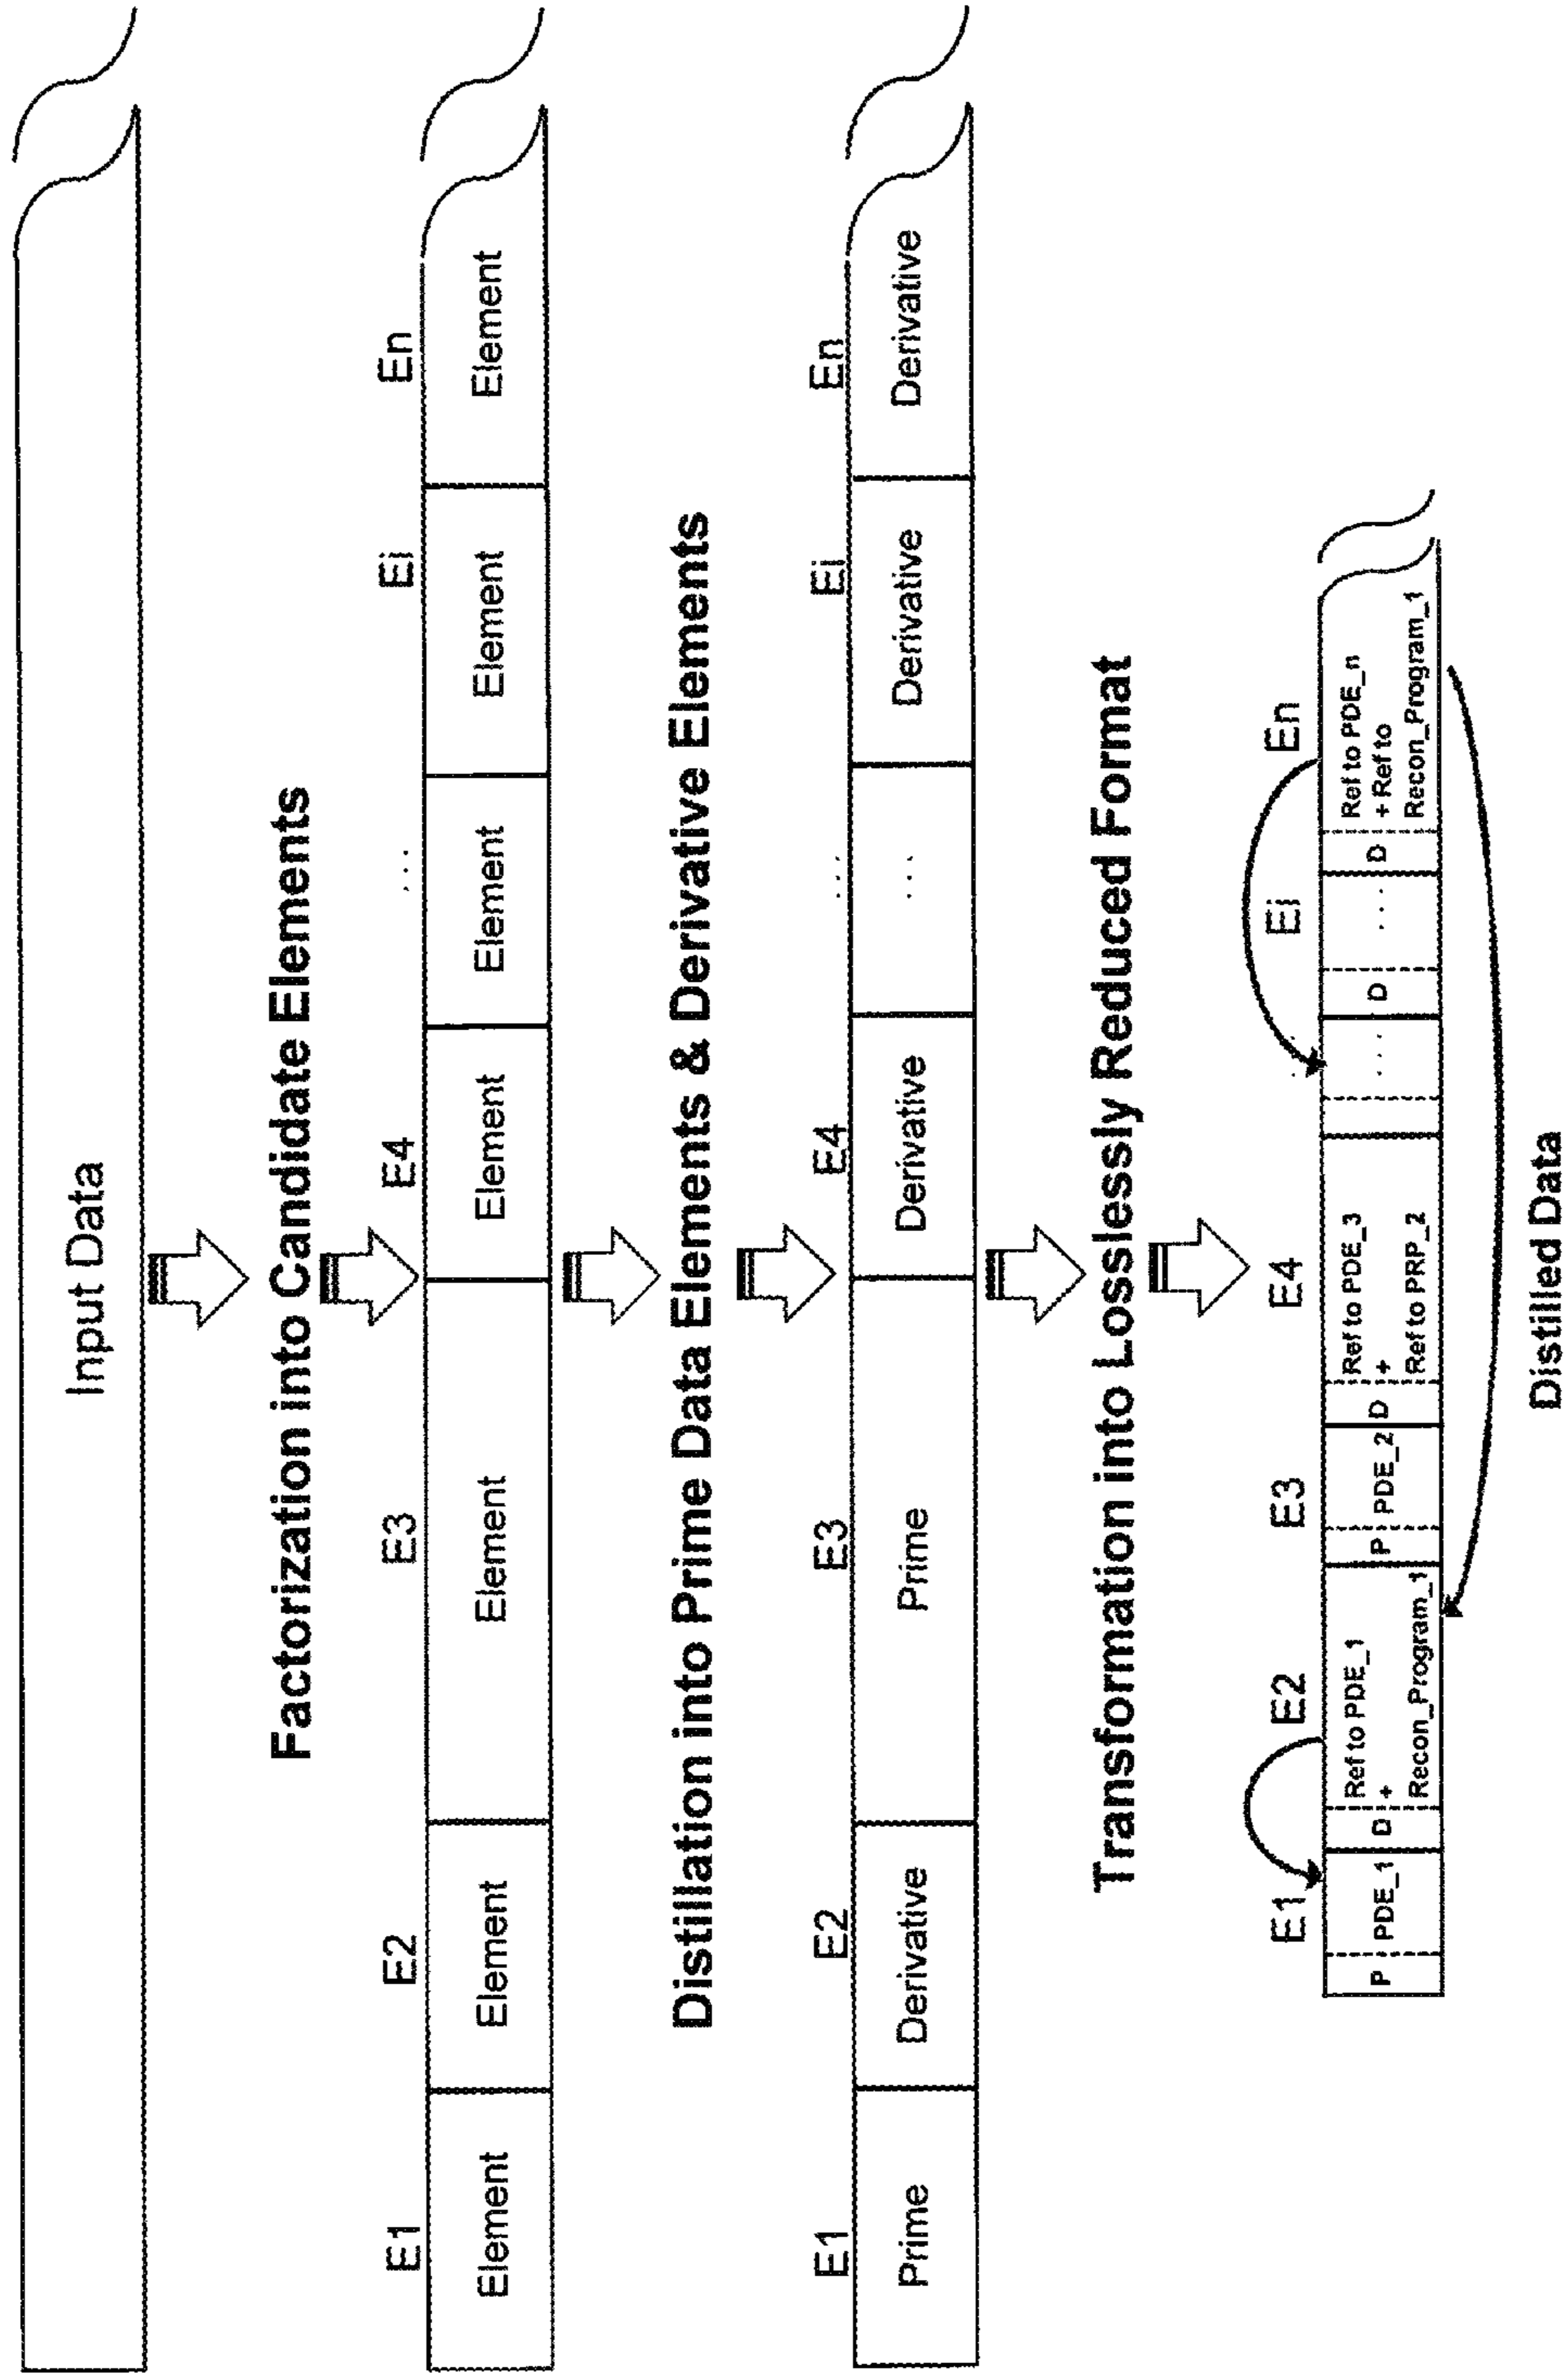 Input Data
Factorization into Candidate Elements
E1 E2 E3 E4 ... Ei En
Element Element Element Element Element Element Element
Distillation into Prime Data Elements & Derivative Elements
E1 E2 E3 E4 ... Ei En
Prime Derivative Prime Derivative ... Derivative Derivative
Transformation into Losslessly Reduced Format
E1 E2 E3 E4 ... Ei En
P PDE_1
D Ref to PDE_1
+
Recon_Program_1
P PDE_2
D Ref to PDE_3
+
Ref to PRP_2
....
D ...
D Ref to PDE_n
+ Ref to
Recon_Program_1
Distilled Data